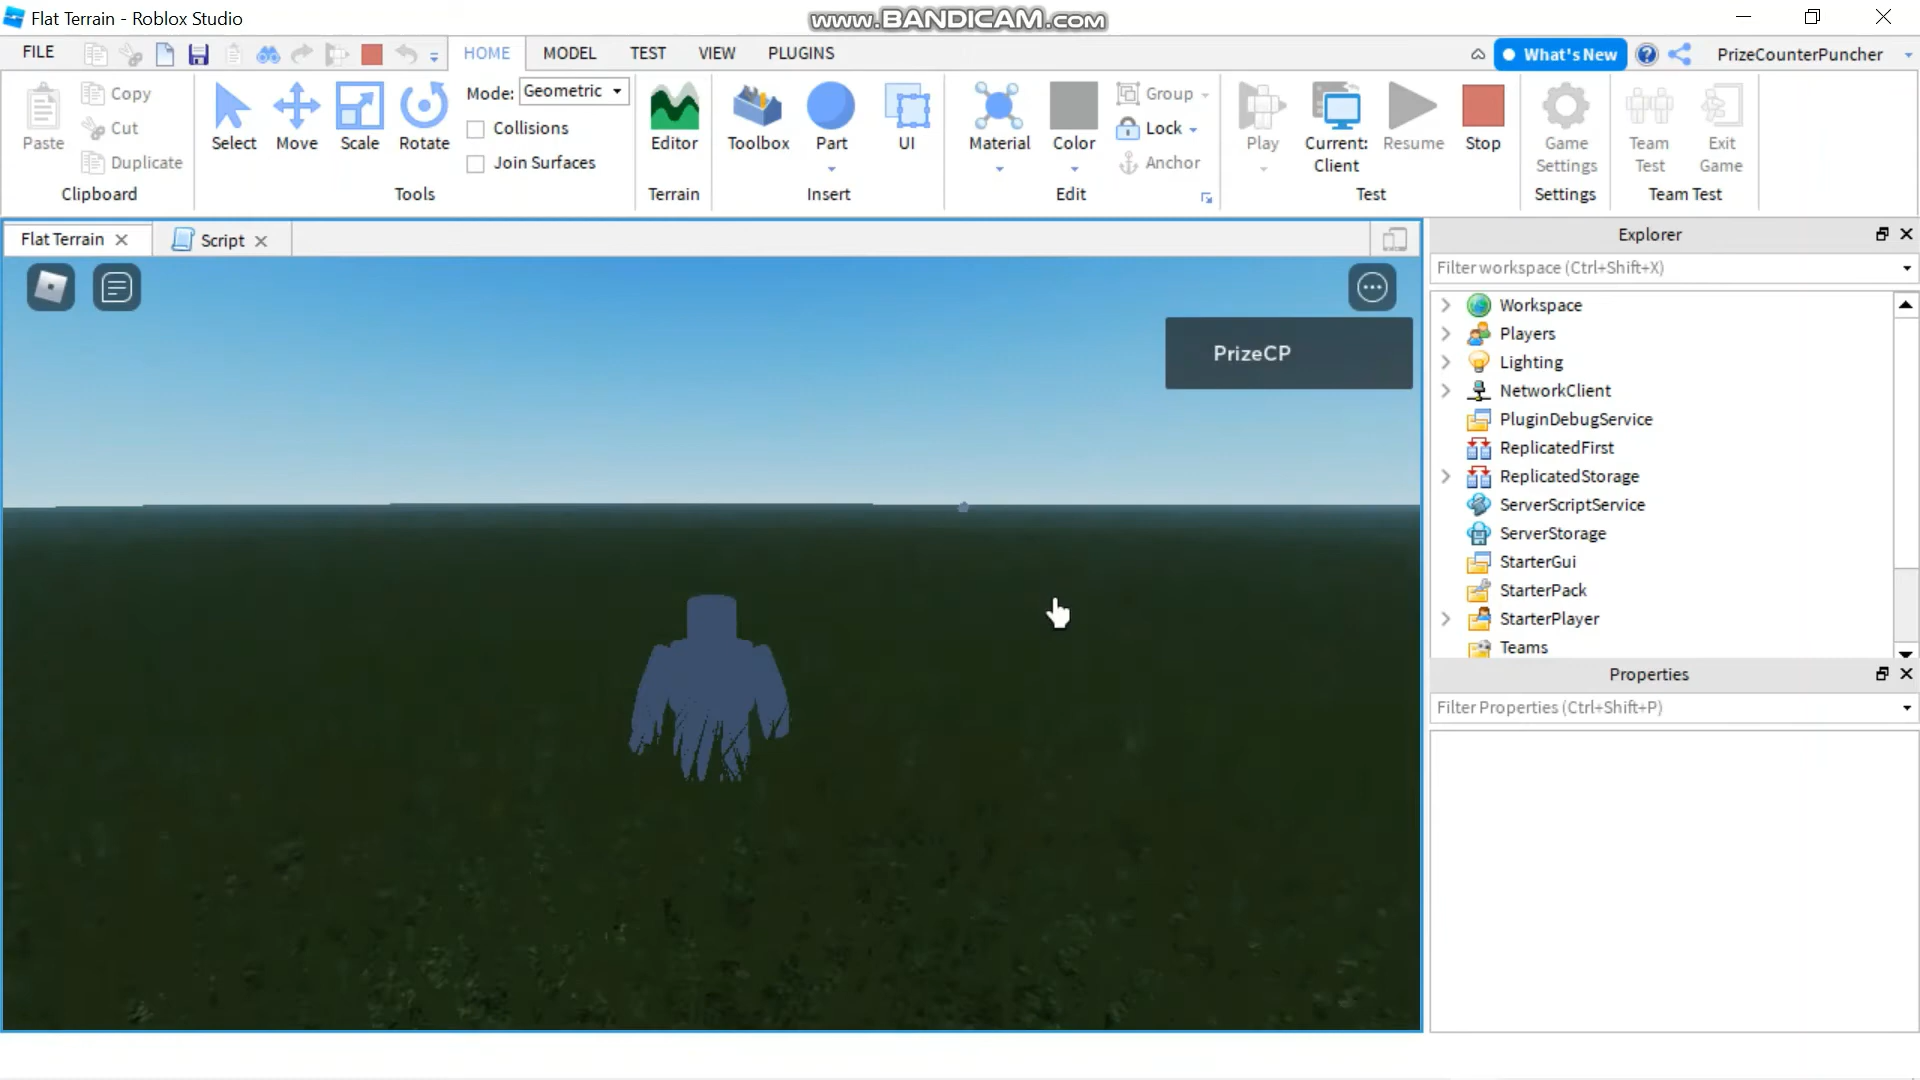 Flat Terrain - Roblox Studio
www.BANDICAM.com
FILE
HOME
MODEL
TEST
VIEW
PLUGINS
What's New
PrizeCounterPuncher
Paste
Copy
Cut
Duplicate
Clipboard
Select
Move
Scale
Rotate
Mode:
Geometric
Collisions
Join Surfaces
Tools
Editor
Terrain
Toolbox
Part
UI
Insert
Material
Color
Group
Lock
Anchor
Edit
Play
Current:
Client
Resume
Stop
Test
Game
Settings
Settings
Team
Test
Exit
Game
Team Test
Flat Terrain
Script
PrizeCP
Explorer
Filter workspace (Ctrl+Shift+X)
Workspace
Players
Lighting
NetworkClient
PluginDebugService
ReplicatedFirst
ReplicatedStorage
ServerScriptService
ServerStorage
StarterGui
StarterPack
StarterPlayer
Teams
Properties
Filter Properties (Ctrl+Shift+P)